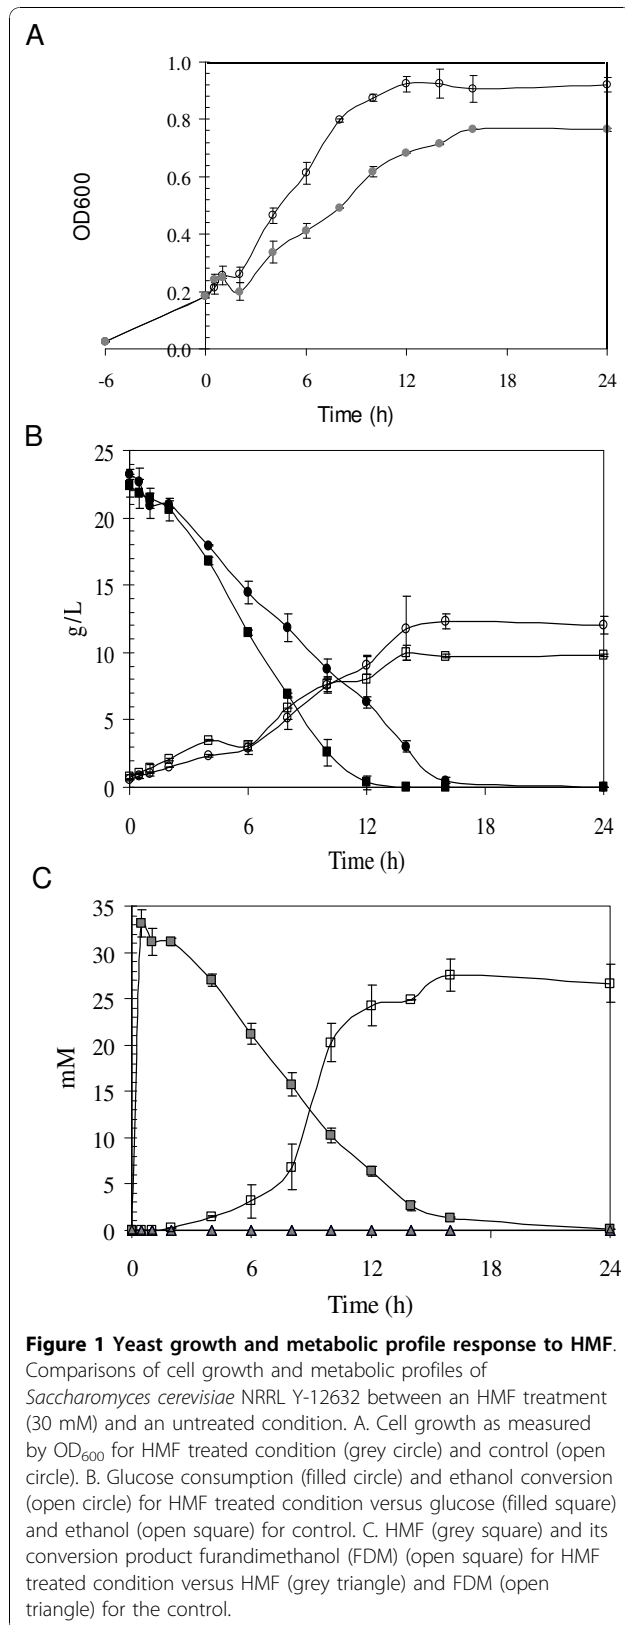 A
1.0
0.8
0.6
0.4
0.2
0.0
OD600
-6 0 6 12 18 24
Time (h)
B
25
20
15
10
5
0
g/L
0 6 12 18 24
Time (h)
C
35
30
25
20
15
10
5
0
mM
0 6 12 18 24
Time (h)
Figure 1 Yeast growth and metabolic profile response to HMF.
Comparisons of cell growth and metabolic profiles of
Saccharomyces cerevisiae NRRL Y-12632 between an HMF treatment
(30 mM) and an untreated condition. A. Cell growth as measured
by OD600 for HMF treated condition (grey circle) and control (open
circle). B. Glucose consumption (filled circle) and ethanol conversion
(open circle) for HMF treated condition versus glucose (filled square)
and ethanol (open square) for control. C. HMF (grey square) and its
conversion product furandimethanol (FDM) (open square) for HMF
treated condition versus HMF (grey triangle) and FDM (open
triangle) for the control.